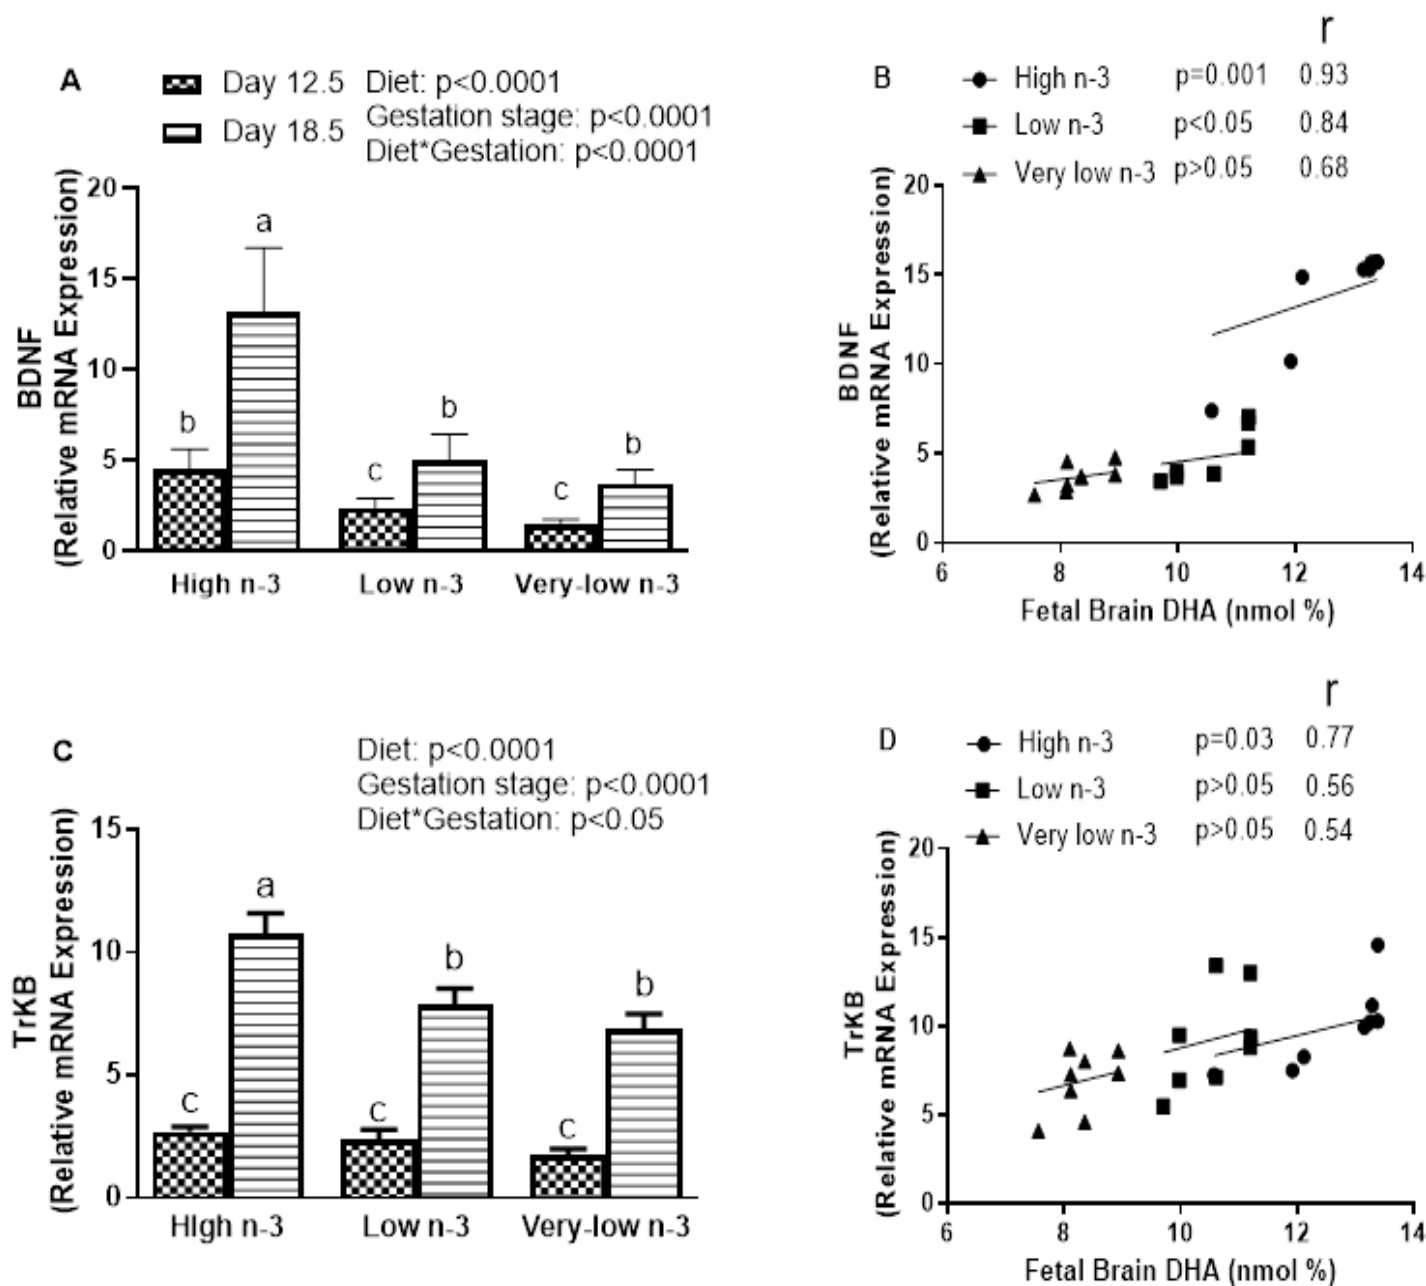 A
Day 12.5
Day 18.5
Diet: p<0.0001
Gestation stage: p<0.0001
Diet*Gestation: p<0.0001
BDNF
(Relative mRNA Expression)
20
15
10
5
0
a
b
b
c
b
c
High n-3
Low n-3
Very-low n-3
B
r
High n-3 p=0.001 0.93
Low n-3 p<0.05 0.84
Very low n-3 p>0.05 0.68
BDNF
(Relative mRNA Expression)
20
15
10
5
0
6 8 10 12 14
Fetal Brain DHA (nmol %)
C
Diet: p<0.0001
Gestation stage: p<0.0001
Diet*Gestation: p<0.05
TrKB
(Relative mRNA Expression)
15
10
5
0
a
c
b
c
b
c
HIgh n-3
Low n-3
Very-low n-3
D
r
High n-3 p=0.03 0.77
Low n-3 p>0.05 0.56
Very low n-3 p>0.05 0.54
TrKB
(Relative mRNA Expression)
20
15
10
5
0
6 8 10 12 14
Fetal Brain DHA (nmol %)